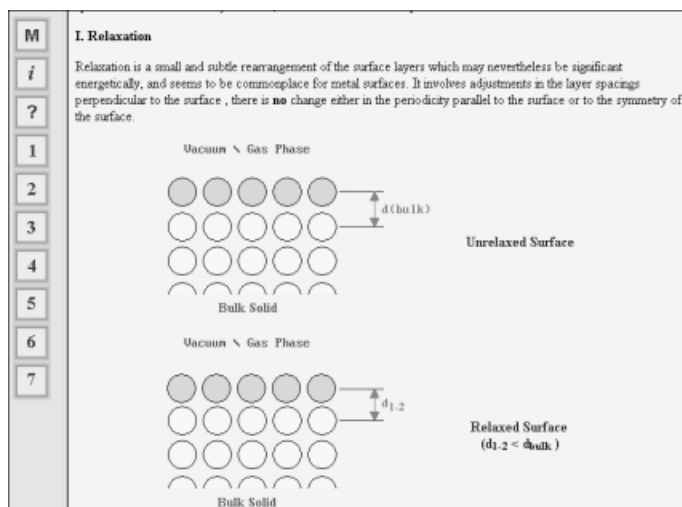 M
i
?
1
2
3
4
5
6
7
I. Relaxation
Relaxation is a small and subtle rearrangement of the surface layers which may nevertheless be significant
energetically, and seems to be commonplace for metal surfaces. It involves adjustments in the layer spacings
perpendicular to the surface , there is no change either in the periodicity parallel to the surface or to the symmetry of
the surface.
Vacuum \ Gas Phase
d(bulk)
Unrelaxed Surface
Bulk Solid
Vacuum \ Gas Phase
d1-2
Relaxed Surface
(d1-2 < dbulk )
Bulk Solid